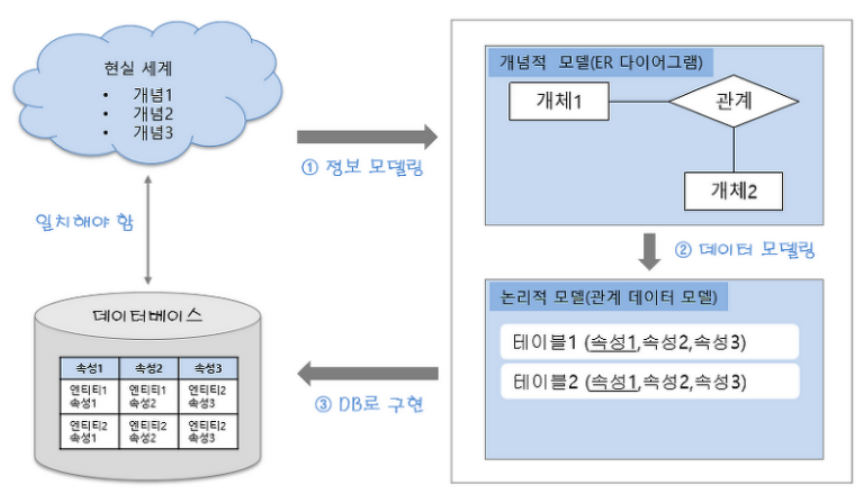 현실 세계
• 개념1
• 개념2
• 개념3
① 정보 모델링
개념적 모델(ER 다이어그램)
개체1
관계
개체2
② 데이터 모델링
논리적 모델(관계 데이터 모델)
테이블1 (속성1,속성2,속성3)
테이블2 (속성1,속성2,속성3)
③ DB로 구현
일치해야 함
데이터베이스
속성1 속성2 속성3
엔티티1 엔티티1 엔티티2
속성1 속성2 속성3
엔티티2 엔티티2 엔티티2
속성1 속성2 속성3